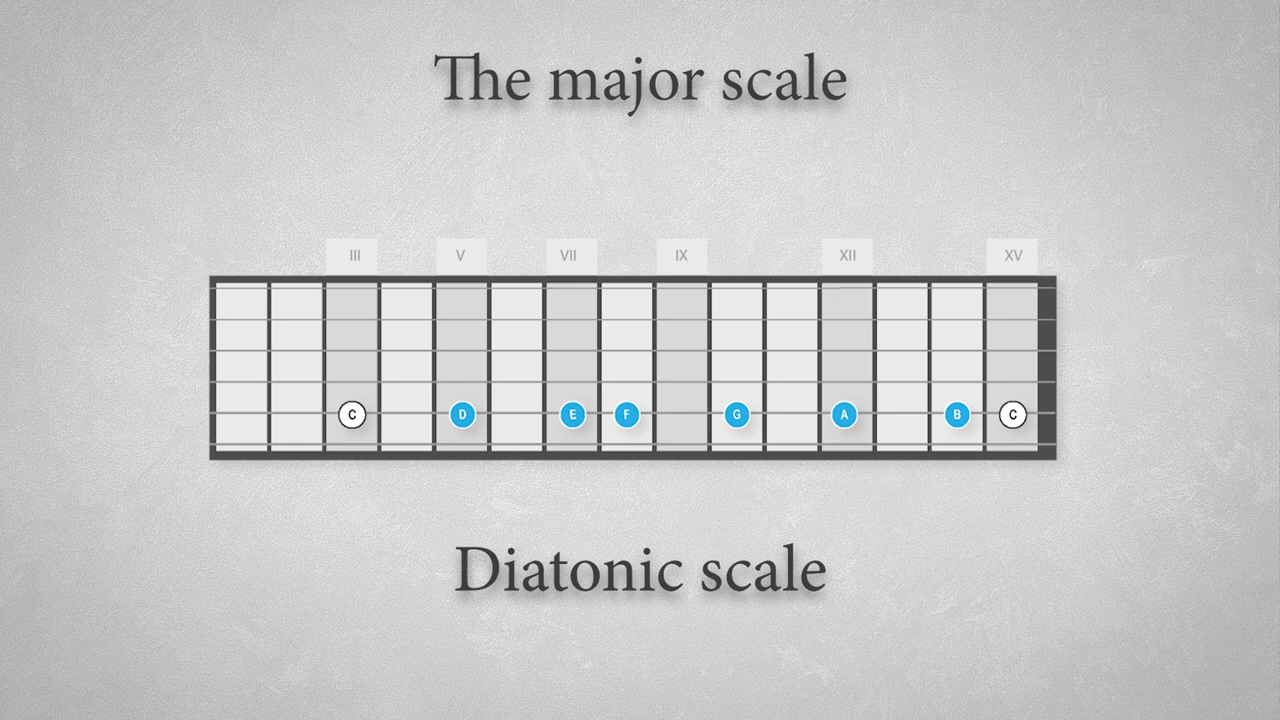 The major scale
III V VII IX XII XV
C D E F G A B C
Diatonic scale